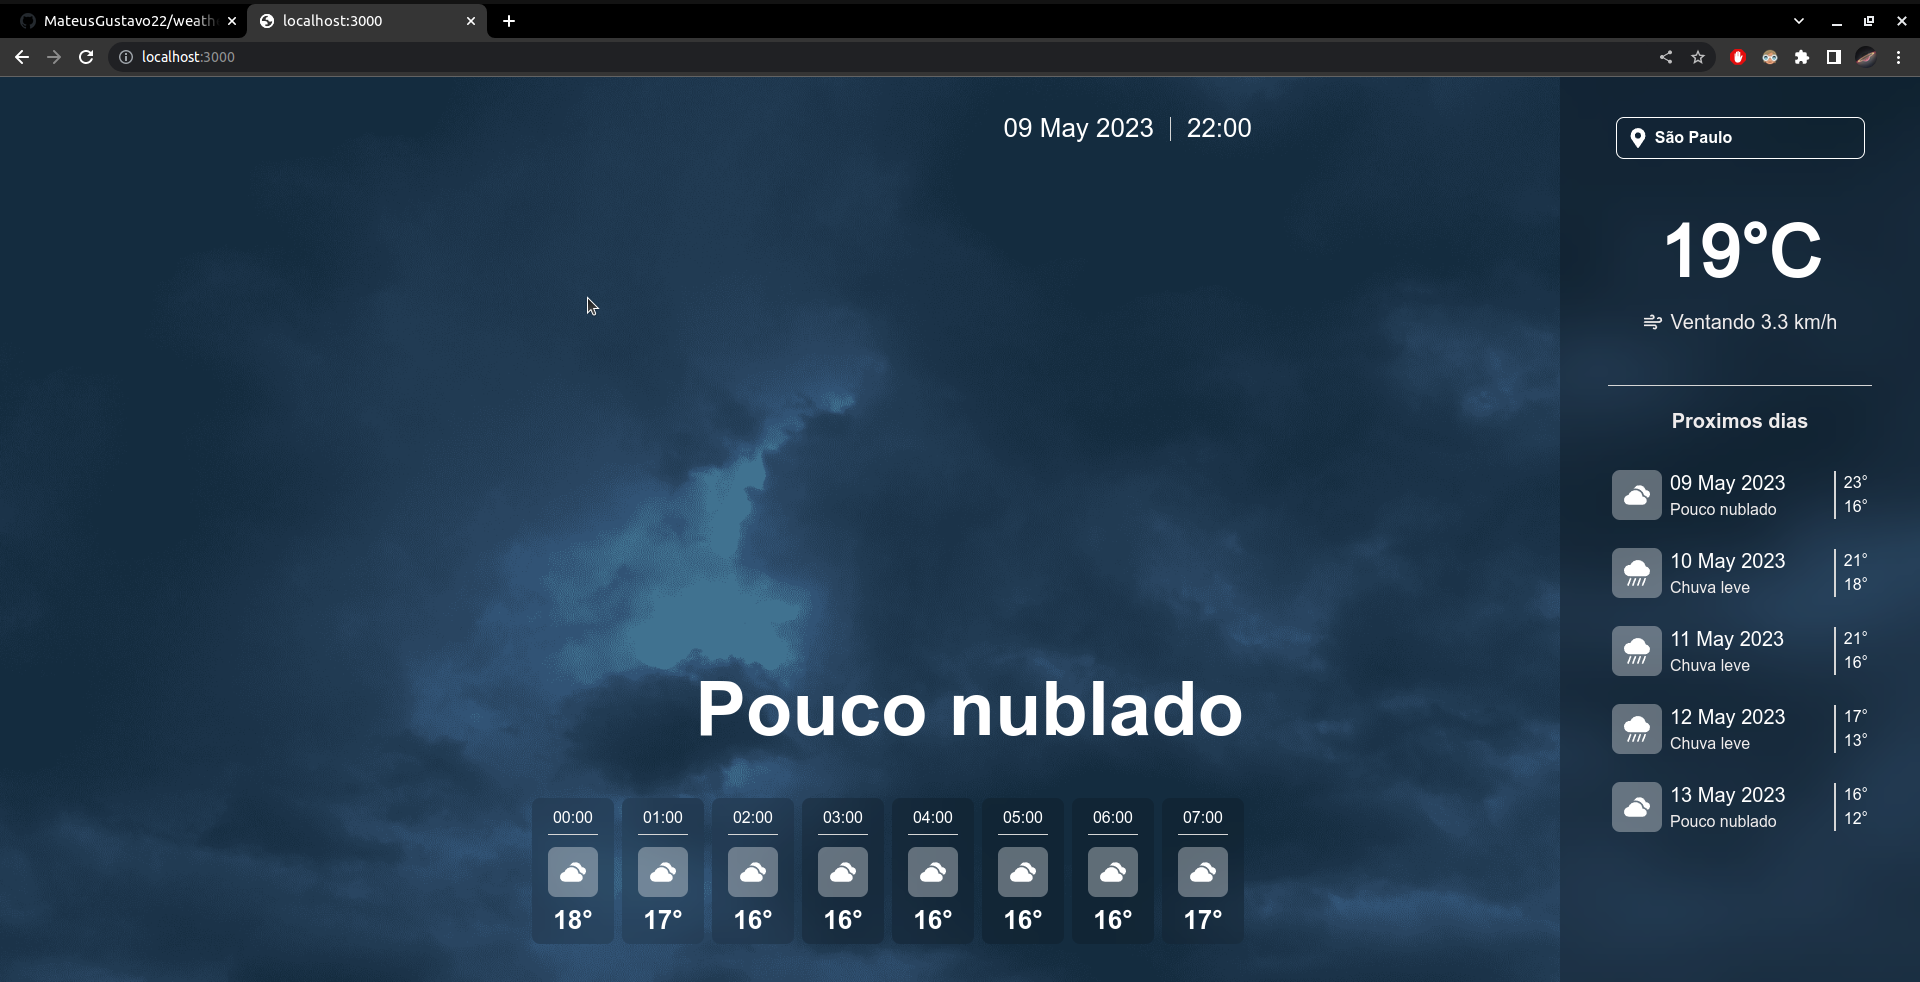 MateusGustavo22/weath
localhost:3000
localhost:3000
09 May 2023 | 22:00
São Paulo
19°C
Ventando 3.3 km/h
Proximos dias
09 May 2023 23°
Pouco nublado 16°
10 May 2023 21°
Chuva leve 18°
11 May 2023 21°
Chuva leve 16°
12 May 2023 17°
Chuva leve 13°
13 May 2023 16°
Pouco nublado 12°
Pouco nublado
00:00 01:00 02:00 03:00 04:00 05:00 06:00 07:00
18° 17° 16° 16° 16° 16° 16° 17°